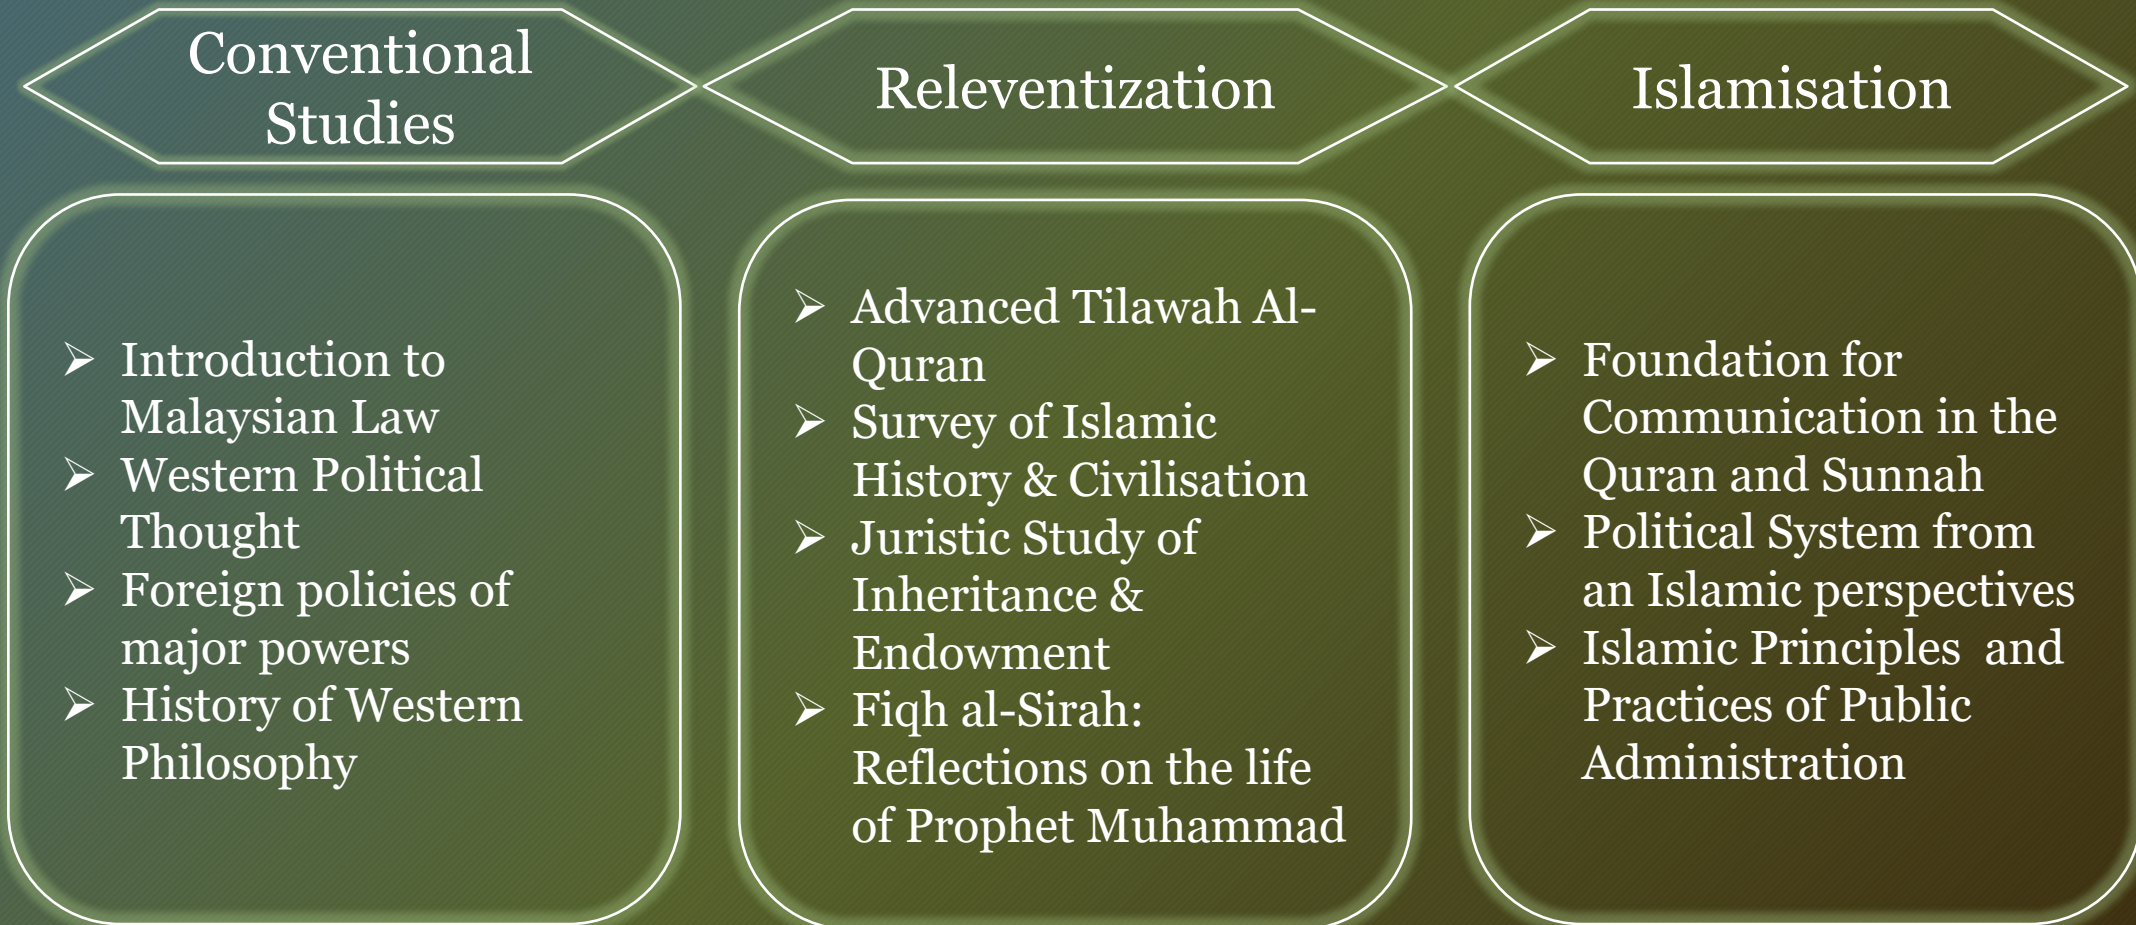 Conventional
Studies
Releventization
Islamisation
➢ Introduction to
Malaysian Law
➢ Western Political
Thought
➢ Foreign policies of
major powers
➢ History of Western
Philosophy
➢ Advanced Tilawah Al-
Quran
➢ Survey of Islamic
History & Civilisation
➢ Juristic Study of
Inheritance &
Endowment
➢ Fiqh al-Sirah:
Reflections on the life
of Prophet Muhammad
➢ Foundation for
Communication in the
Quran and Sunnah
➢ Political System from
an Islamic perspectives
➢ Islamic Principles  and
Practices of Public
Administration